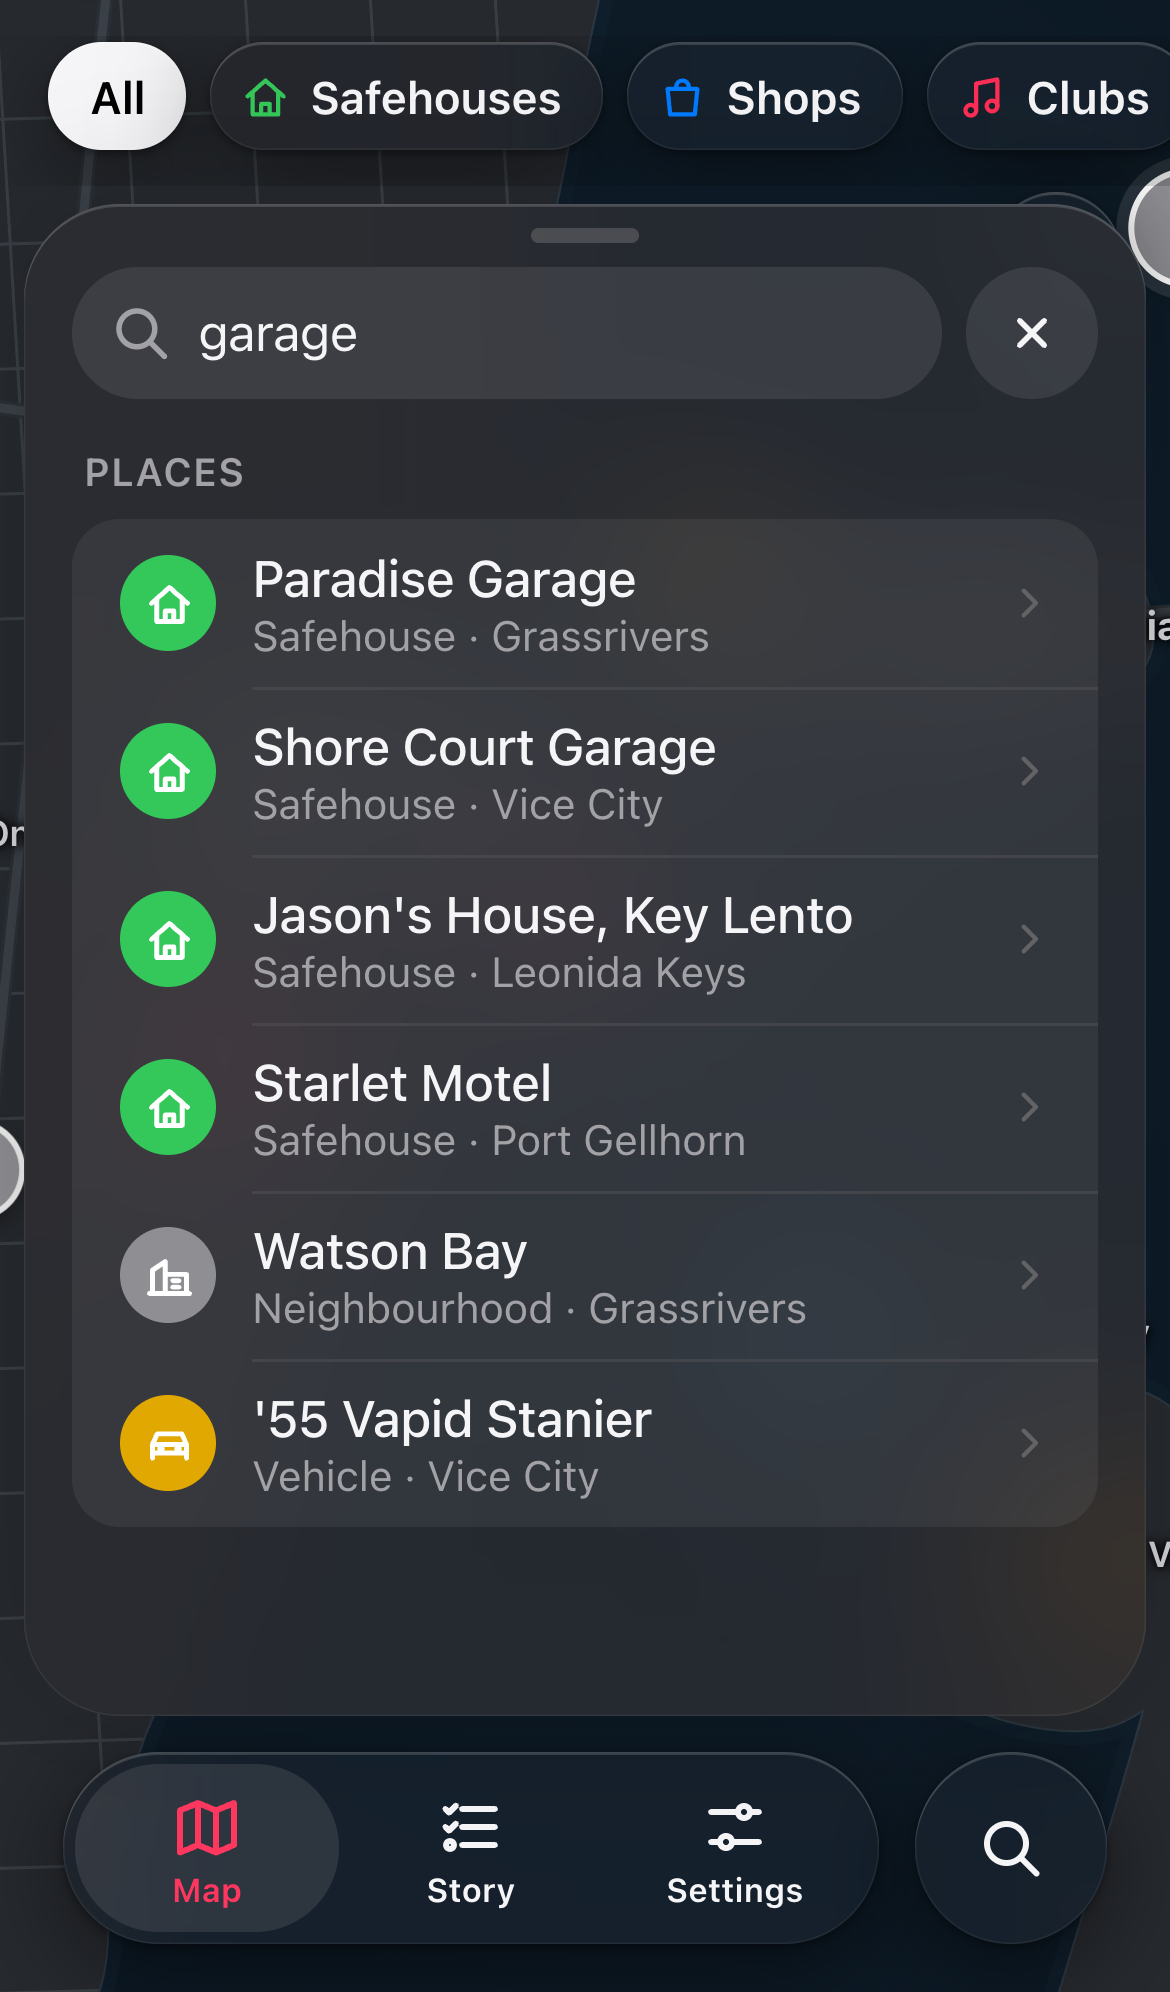 All
Safehouses
Shops
Clubs
garage
PLACES
Paradise Garage
Safehouse · Grassrivers
Shore Court Garage
Safehouse · Vice City
Jason's House, Key Lento
Safehouse · Leonida Keys
Starlet Motel
Safehouse · Port Gellhorn
Watson Bay
Neighbourhood · Grassrivers
'55 Vapid Stanier
Vehicle · Vice City
Map
Story
Settings